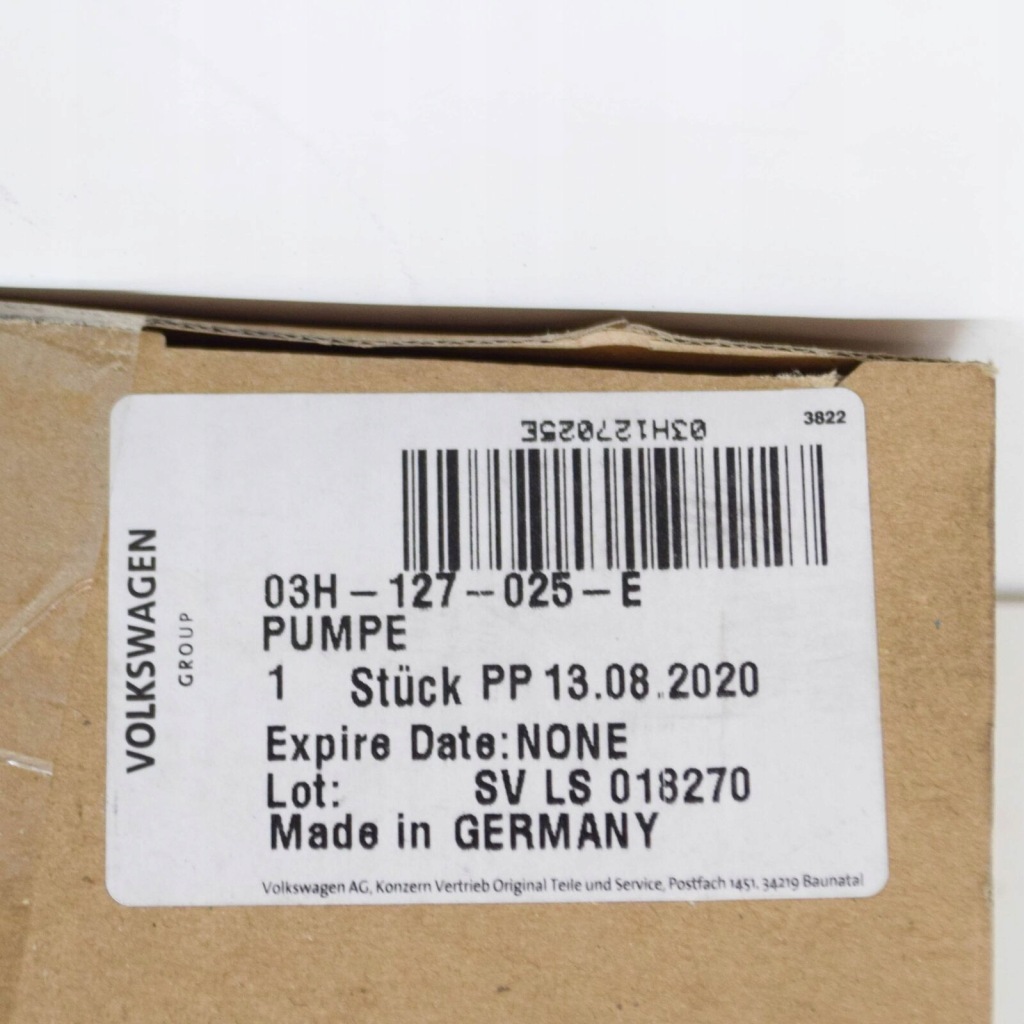 3822
03H127025E
VOLKSWAGEN
GROUP
03H-127--025-E
PUMPE
1 Stück PP 13.08.2020
Expire Date:NONE
Lot: SV LS 018270
Made in GERMANY
Volkswagen AG, Konzern Vertrieb Original Teile und Service, Postfach 1451, 34219 Baunatal